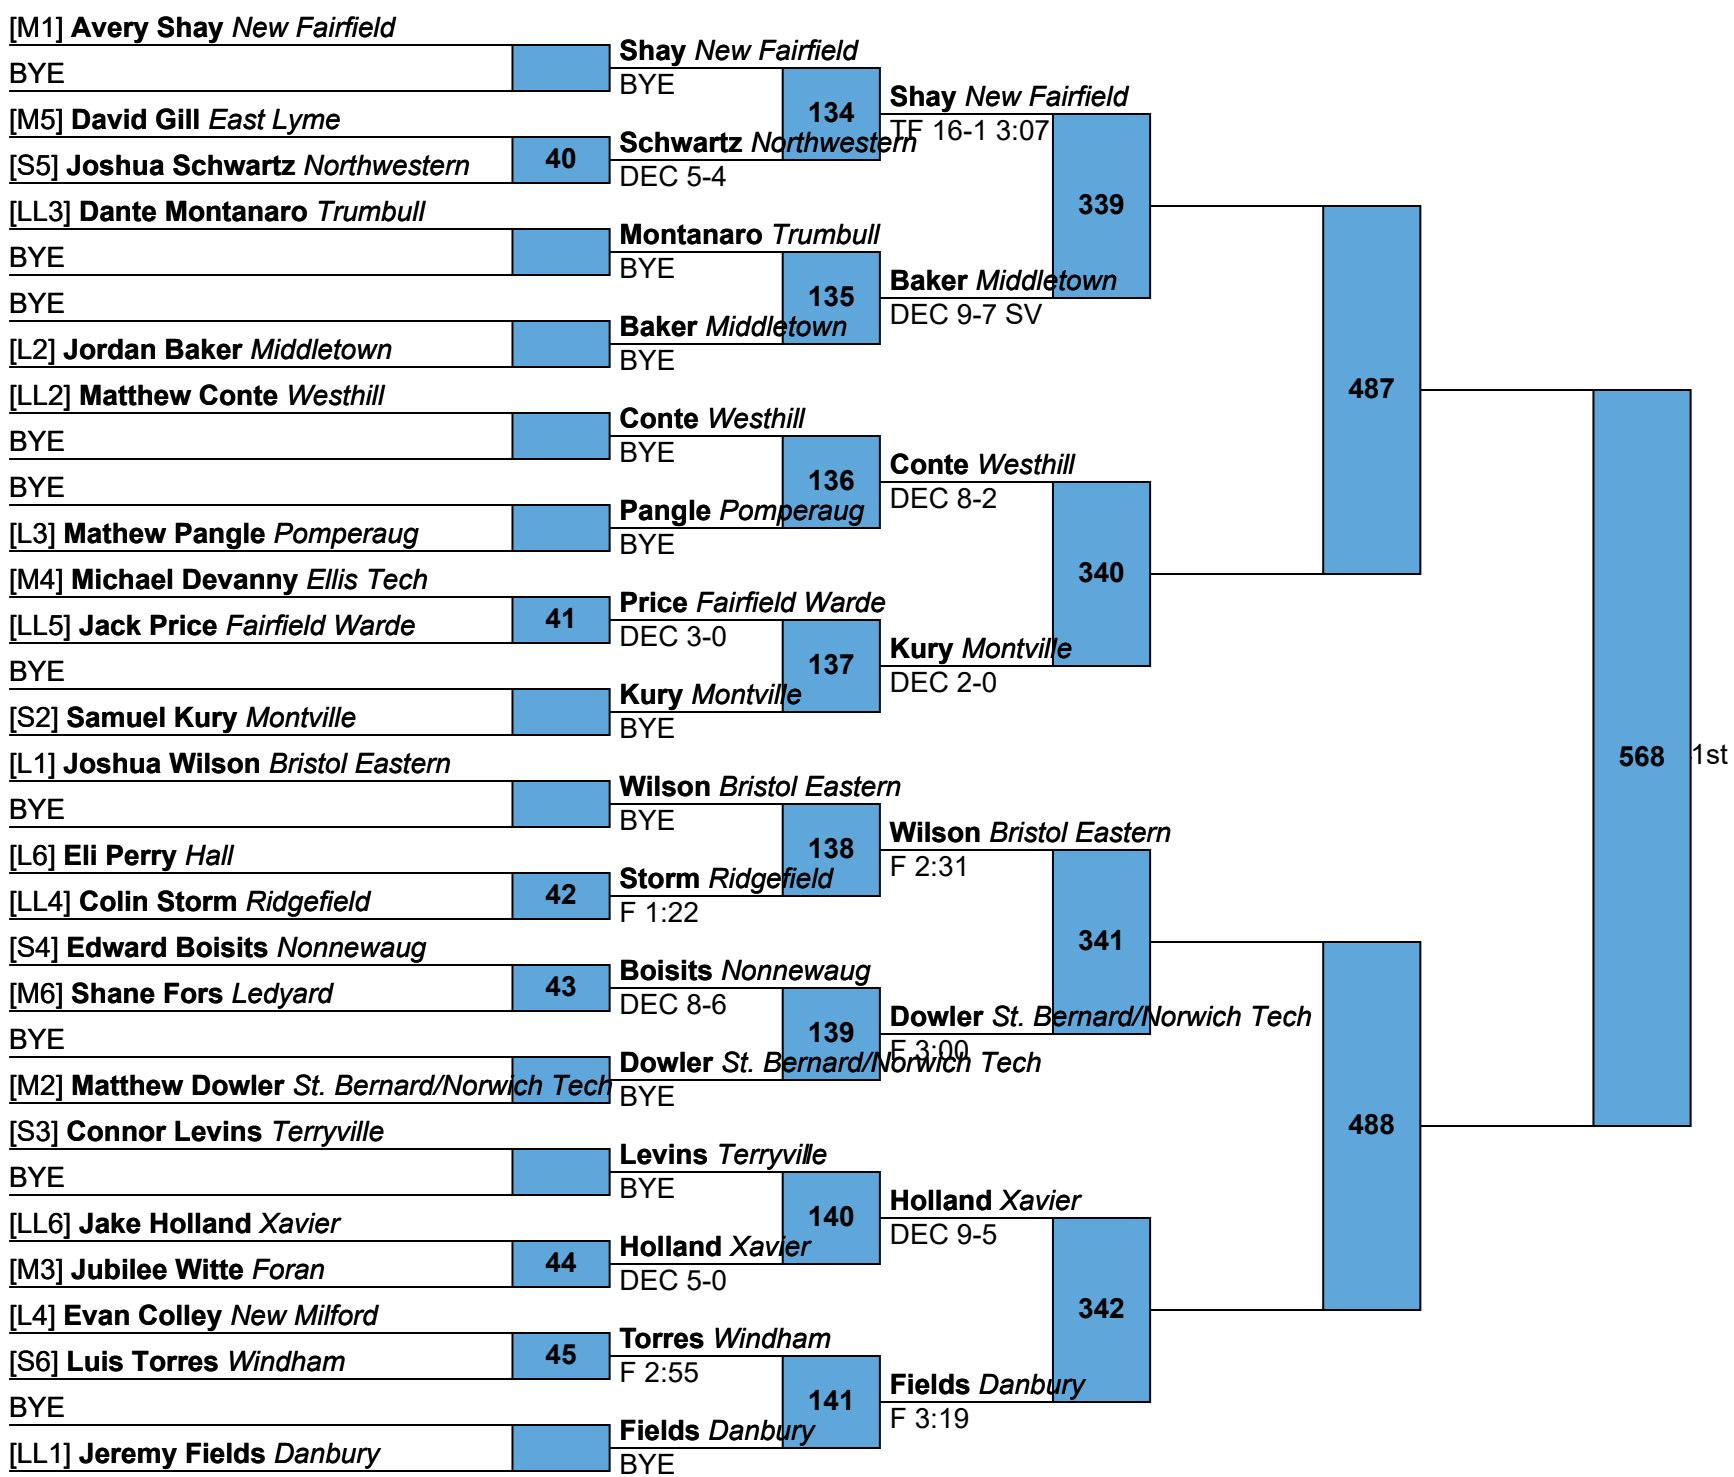 [M1] Avery Shay New Fairfield
BYE
[M5] David Gill East Lyme
[S5] Joshua Schwartz Northwestern
[LL3] Dante Montanaro Trumbull
BYE
BYE
[L2] Jordan Baker Middletown
[LL2] Matthew Conte Westhill
BYE
BYE
[L3] Mathew Pangle Pomperaug
[M4] Michael Devanny Ellis Tech
[LL5] Jack Price Fairfield Warde
BYE
[S2] Samuel Kury Montville
[L1] Joshua Wilson Bristol Eastern
BYE
[L6] Eli Perry Hall
[LL4] Colin Storm Ridgefield
[S4] Edward Boisits Nonnewaug
[M6] Shane Fors Ledyard
BYE
[M2] Matthew Dowler St. Bernard/Norwich Tech
[S3] Connor Levins Terryville
BYE
[LL6] Jake Holland Xavier
[M3] Jubilee Witte Foran
[L4] Evan Colley New Milford
[S6] Luis Torres Windham
BYE
[LL1] Jeremy Fields Danbury
40
41
42
43
44
45
Shay New Fairfield
BYE
Schwartz Northwestern
DEC 5-4
Montanaro Trumbull
BYE
Baker Middletown
BYE
Conte Westhill
BYE
Pangle Pomperaug
BYE
Price Fairfield Warde
DEC 3-0
Kury Montville
BYE
Wilson Bristol Eastern
BYE
Storm Ridgefield
F 1:22
Boisits Nonnewaug
DEC 8-6
Dowler St. Bernard/Norwich Tech
BYE
Levins Terryville
BYE
Holland Xavier
DEC 5-0
Torres Windham
F 2:55
Fields Danbury
BYE
134
135
136
137
138
139
140
141
Shay New Fairfield
TF 16-1 3:07
Baker Middletown
DEC 9-7 SV
Conte Westhill
DEC 8-2
Kury Montville
DEC 2-0
Wilson Bristol Eastern
F 2:31
Dowler St. Bernard/Norwich Tech
F 3:00
Holland Xavier
DEC 9-5
Fields Danbury
F 3:19
339
340
341
342
487
488
568
1st